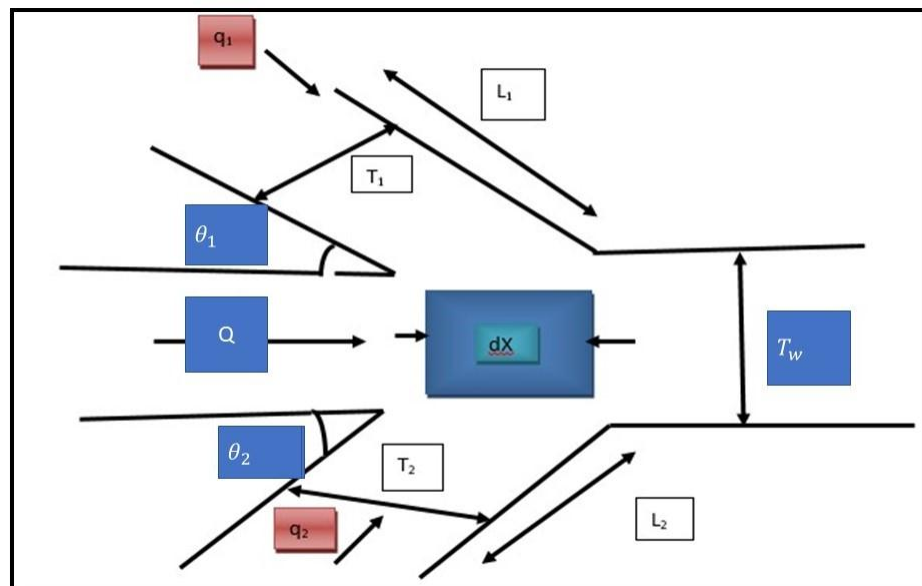 q₁
L₁
T₁
θ₁
Q
dX
T_w
θ₂
T₂
q₂
L₂